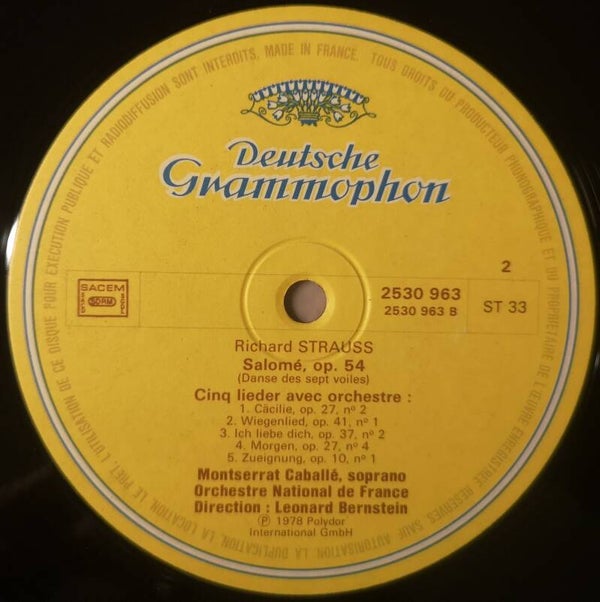 TOUS DROITS DU PRODUCTEUR PHONOGRAPHIQUE ET DU PROPRIETAIRE DE L'ŒUVRE ENREGISTREE RESERVES SAUF AUTORISATION. LA DUPLICATION, LA LOCATION, LE PRET, L'UTILISATION DE CE DISQUE POUR EXECUTION PUBLIQUE ET RADIODIFFUSION SONT INTERDITS. MADE IN FRANCE.
Deutsche
Grammophon
2
SACEM
SDRM
2530 963
2530 963 B
ST 33
Richard STRAUSS
Salomé, op. 54
(Danse des sept voiles)
Cinq lieder avec orchestre :
1. Cäcilie, op. 27, nº 2
2. Wiegenlied, op. 41, nº 1
3. Ich liebe dich, op. 37, nº 2
4. Morgen, op. 27, nº 4
5. Zueignung, op. 10, nº 1
Montserrat Caballé, soprano
Orchestre National de France
Direction : Leonard Bernstein
℗ 1978 Polydor
International GmbH